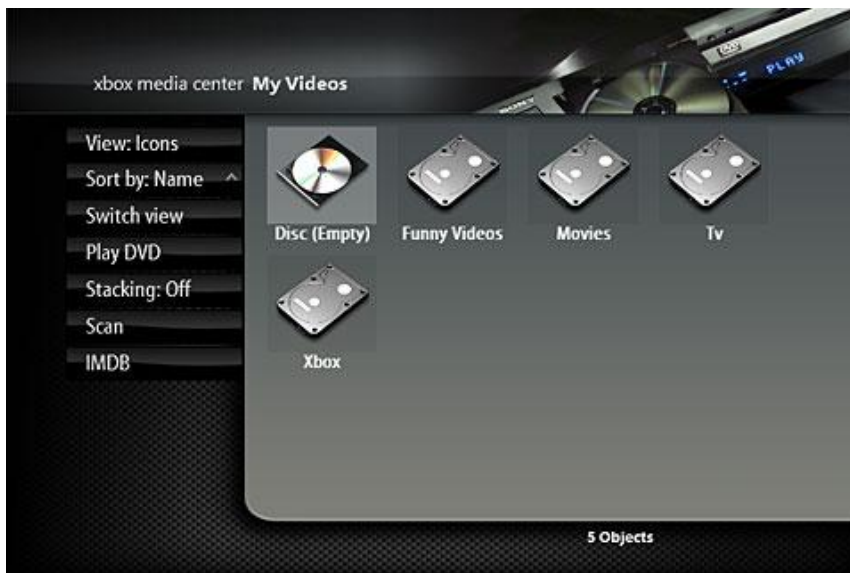 xbox media center My Videos
SONY
PLAY
View: Icons
Sort by: Name
Switch view
Play DVD
Stacking: Off
Scan
IMDB
Disc (Empty) Funny Videos Movies Tv
Xbox
5 Objects